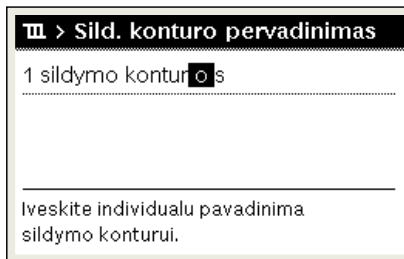 > Sild. konturo pervadinimas
1 sildymo konturos
Iveskite individualu pavadinima
sildymo konturui.